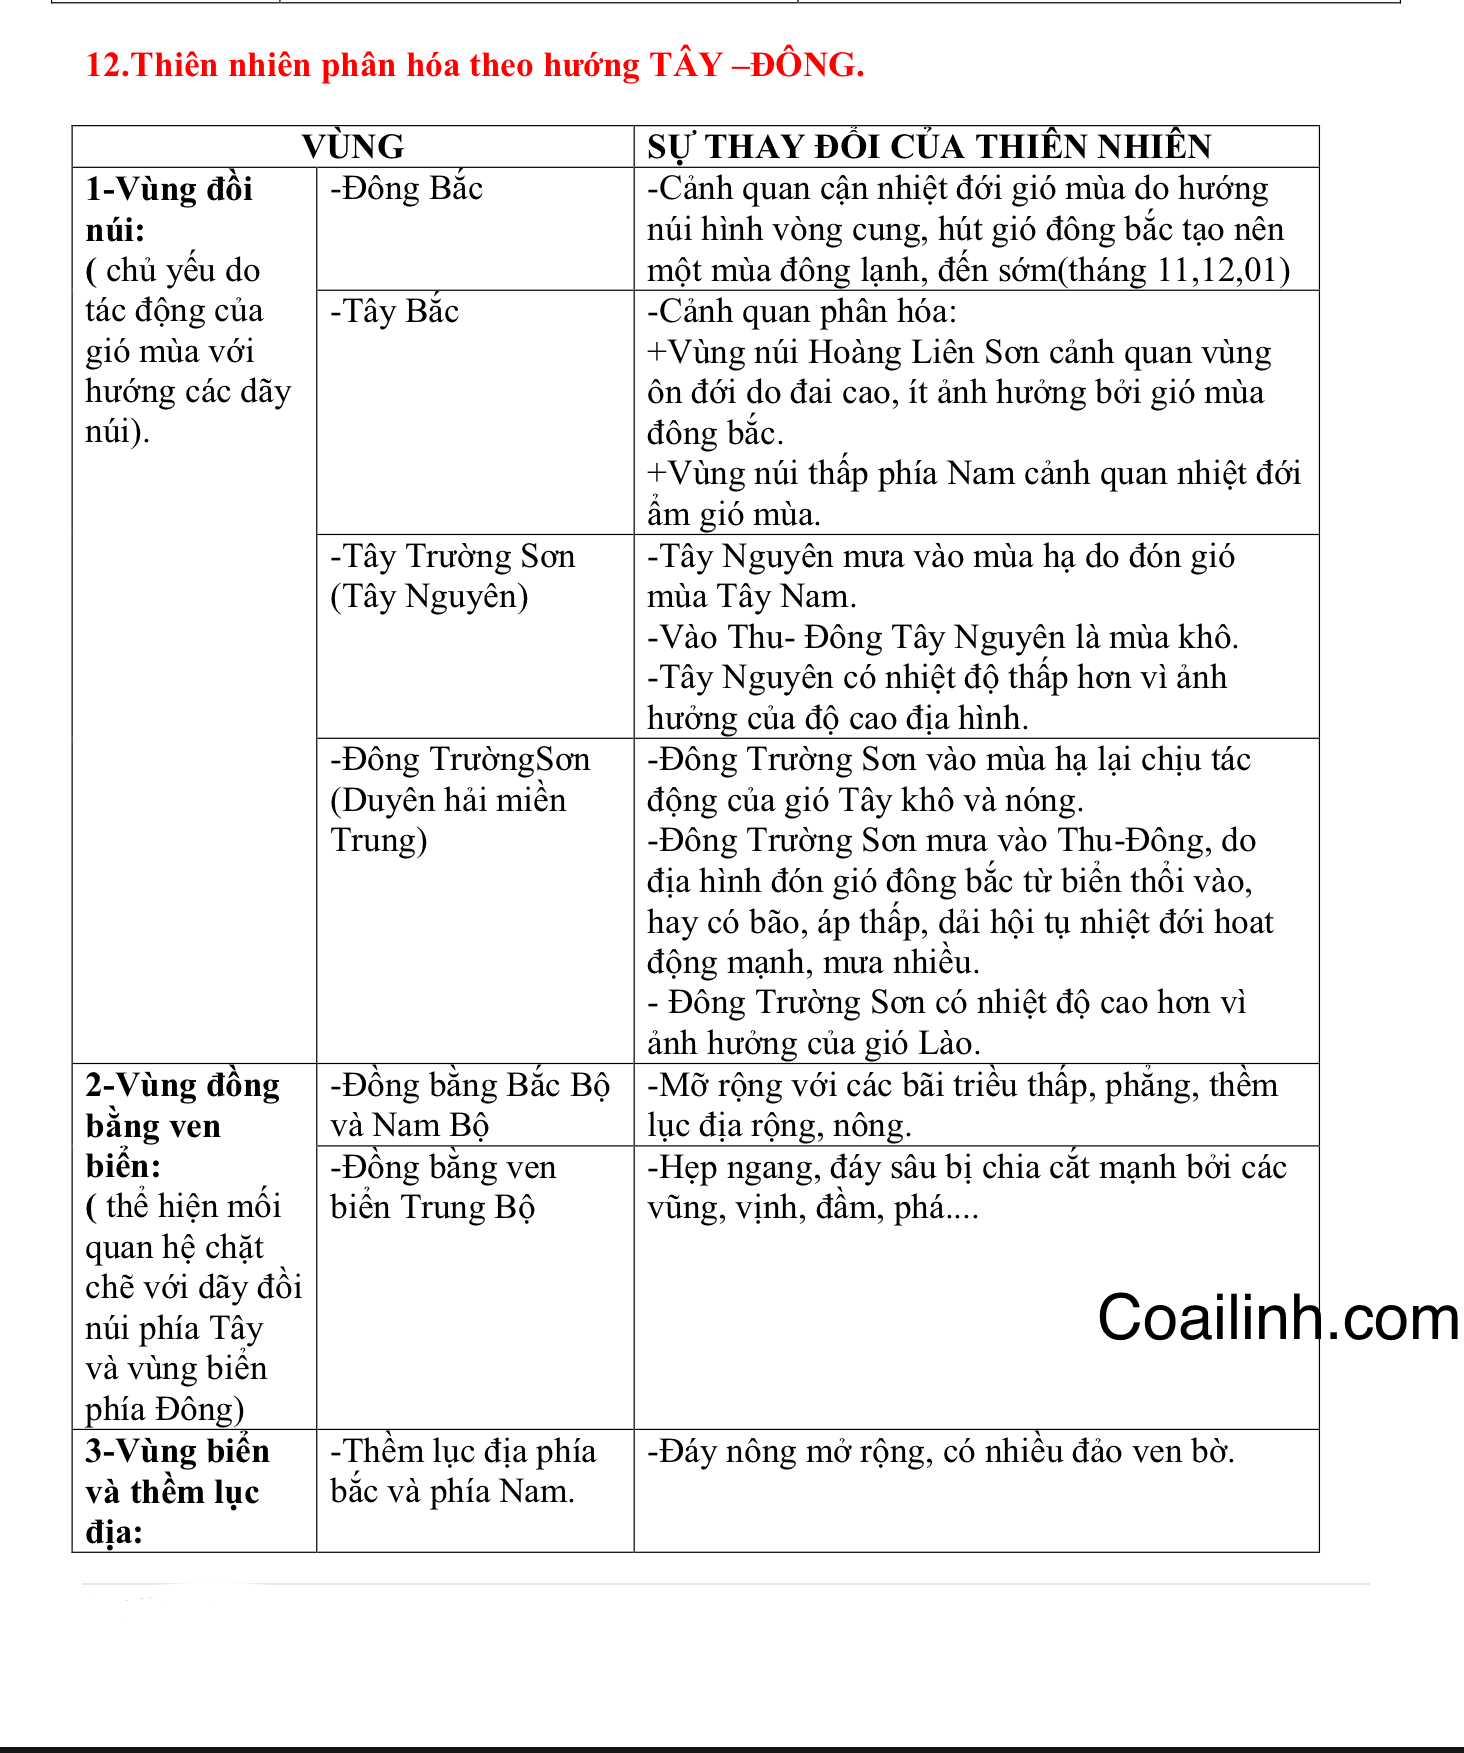 12.Thiên nhiên phân hóa theo hướng TÂY –ĐÔNG.
VÙNG
SỰ THAY ĐỔI CỦA THIÊN NHIÊN
1-Vùng đồi
núi:
( chủ yếu do
tác động của
gió mùa với
hướng các dãy
núi).
-Đông Bắc
-Cảnh quan cận nhiệt đới gió mùa do hướng
núi hình vòng cung, hút gió đông bắc tạo nên
một mùa đông lạnh, đến sớm(tháng 11,12,01)
-Tây Bắc
-Cảnh quan phân hóa:
+Vùng núi Hoàng Liên Sơn cảnh quan vùng
ôn đới do đai cao, ít ảnh hưởng bởi gió mùa
đông bắc.
+Vùng núi thấp phía Nam cảnh quan nhiệt đới
ẩm gió mùa.
-Tây Trường Sơn
(Tây Nguyên)
-Tây Nguyên mưa vào mùa hạ do đón gió
mùa Tây Nam.
-Vào Thu- Đông Tây Nguyên là mùa khô.
-Tây Nguyên có nhiệt độ thấp hơn vì ảnh
hưởng của độ cao địa hình.
-Đông TrườngSơn
(Duyên hải miền
Trung)
-Đông Trường Sơn vào mùa hạ lại chịu tác
động của gió Tây khô và nóng.
-Đông Trường Sơn mưa vào Thu-Đông, do
địa hình đón gió đông bắc từ biển thổi vào,
hay có bão, áp thấp, dải hội tụ nhiệt đới hoat
động mạnh, mưa nhiều.
- Đông Trường Sơn có nhiệt độ cao hơn vì
ảnh hưởng của gió Lào.
2-Vùng đồng
bằng ven
biển:
( thể hiện mối
quan hệ chặt
chẽ với dãy đồi
núi phía Tây
và vùng biển
phía Đông)
-Đồng bằng Bắc Bộ
và Nam Bộ
-Mỡ rộng với các bãi triều thấp, phẳng, thềm
lục địa rộng, nông.
-Đồng bằng ven
biển Trung Bộ
-Hẹp ngang, đáy sâu bị chia cắt mạnh bởi các
vũng, vịnh, đầm, phá....
Coailinh.com
3-Vùng biển
và thềm lục
địa:
-Thềm lục địa phía
bắc và phía Nam.
-Đáy nông mở rộng, có nhiều đảo ven bờ.